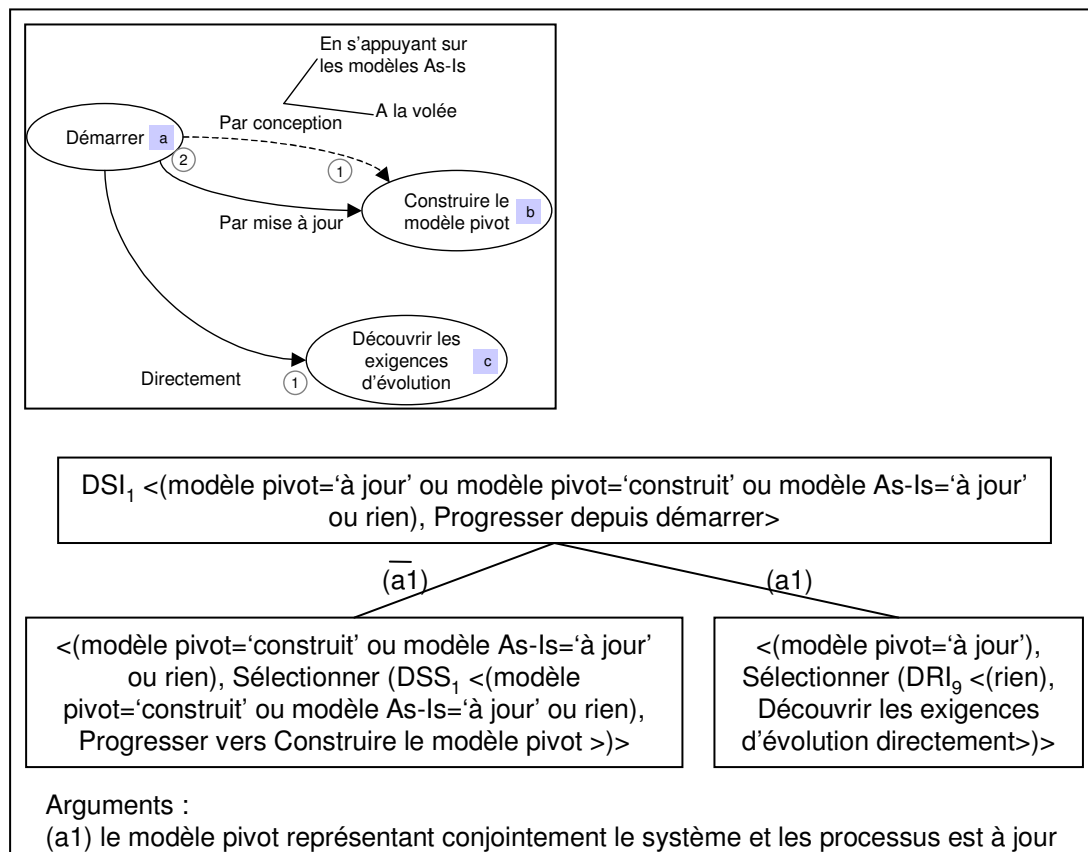 En s'appuyant sur
les modèles As-Is
A la volée
Par conception
Démarrer a
2
1
Construire le
modèle pivot b
Par mise à jour
Découvrir les
exigences c
d'évolution
Directement
1
DSI1 <(modèle pivot='à jour' ou modèle pivot='construit' ou modèle As-Is='à jour'
ou rien), Progresser depuis démarrer>
(a̅1̅)
(a1)
<(modèle pivot='construit' ou modèle As-Is='à jour'
ou rien), Sélectionner (DSS1 <(modèle
pivot='construit' ou modèle As-Is='à jour' ou rien),
Progresser vers Construire le modèle pivot >)>
<(modèle pivot='à jour'),
Sélectionner (DRI9 <(rien),
Découvrir les exigences
d'évolution directement>)>
Arguments :
(a1) le modèle pivot représentant conjointement le système et les processus est à jour